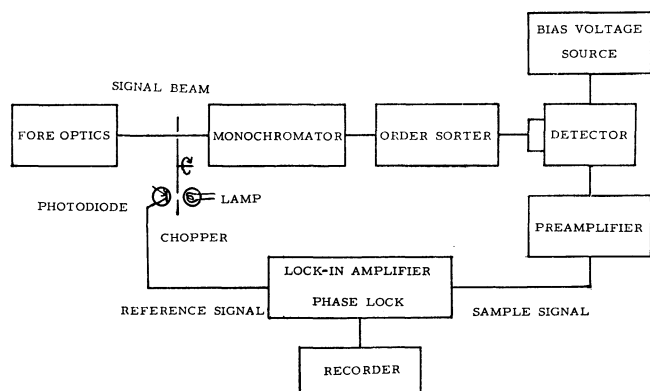 BIAS VOLTAGE
SOURCE
SIGNAL BEAM
FORE OPTICS
MONOCHROMATOR
ORDER SORTER
DETECTOR
PHOTODIODE
LAMP
CHOPPER
PREAMPLIFIER
LOCK-IN AMPLIFIER
PHASE LOCK
REFERENCE SIGNAL
SAMPLE SIGNAL
RECORDER